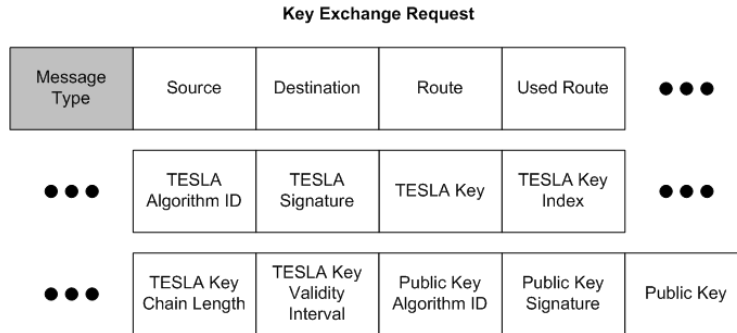 Key Exchange Request
Message
Type
Source
Destination
Route
Used Route
TESLA
Algorithm ID
TESLA
Signature
TESLA Key
TESLA Key
Index
TESLA Key
Chain Length
TESLA Key
Validity
Interval
Public Key
Algorithm ID
Public Key
Signature
Public Key